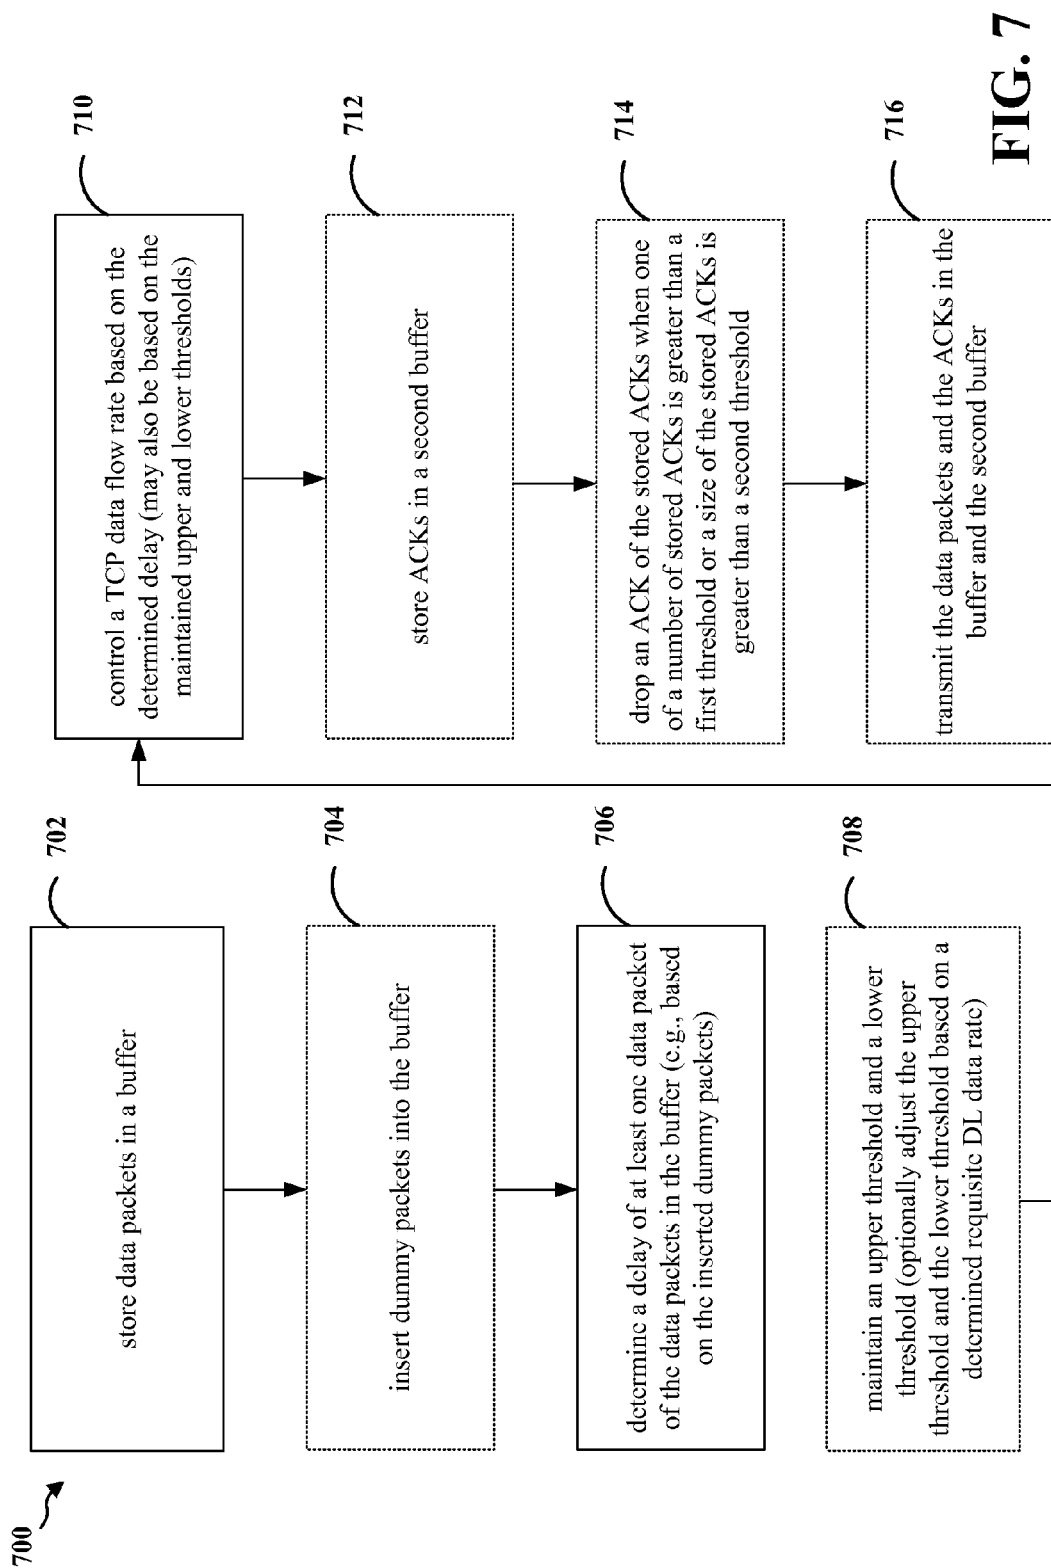 700
702
store data packets in a buffer
704
insert dummy packets into the buffer
706
determine a delay of at least one data packet
of the data packets in the buffer (e.g., based
on the inserted dummy packets)
708
maintain an upper threshold and a lower
threshold (optionally adjust the upper
threshold and the lower threshold based on a
determined requisite DL data rate)
710
control a TCP data flow rate based on the
determined delay (may also be based on the
maintained upper and lower thresholds)
712
store ACKs in a second buffer
714
drop an ACK of the stored ACKs when one
of a number of stored ACKs is greater than a
first threshold or a size of the stored ACKs is
greater than a second threshold
716
transmit the data packets and the ACKs in the
buffer and the second buffer
FIG. 7